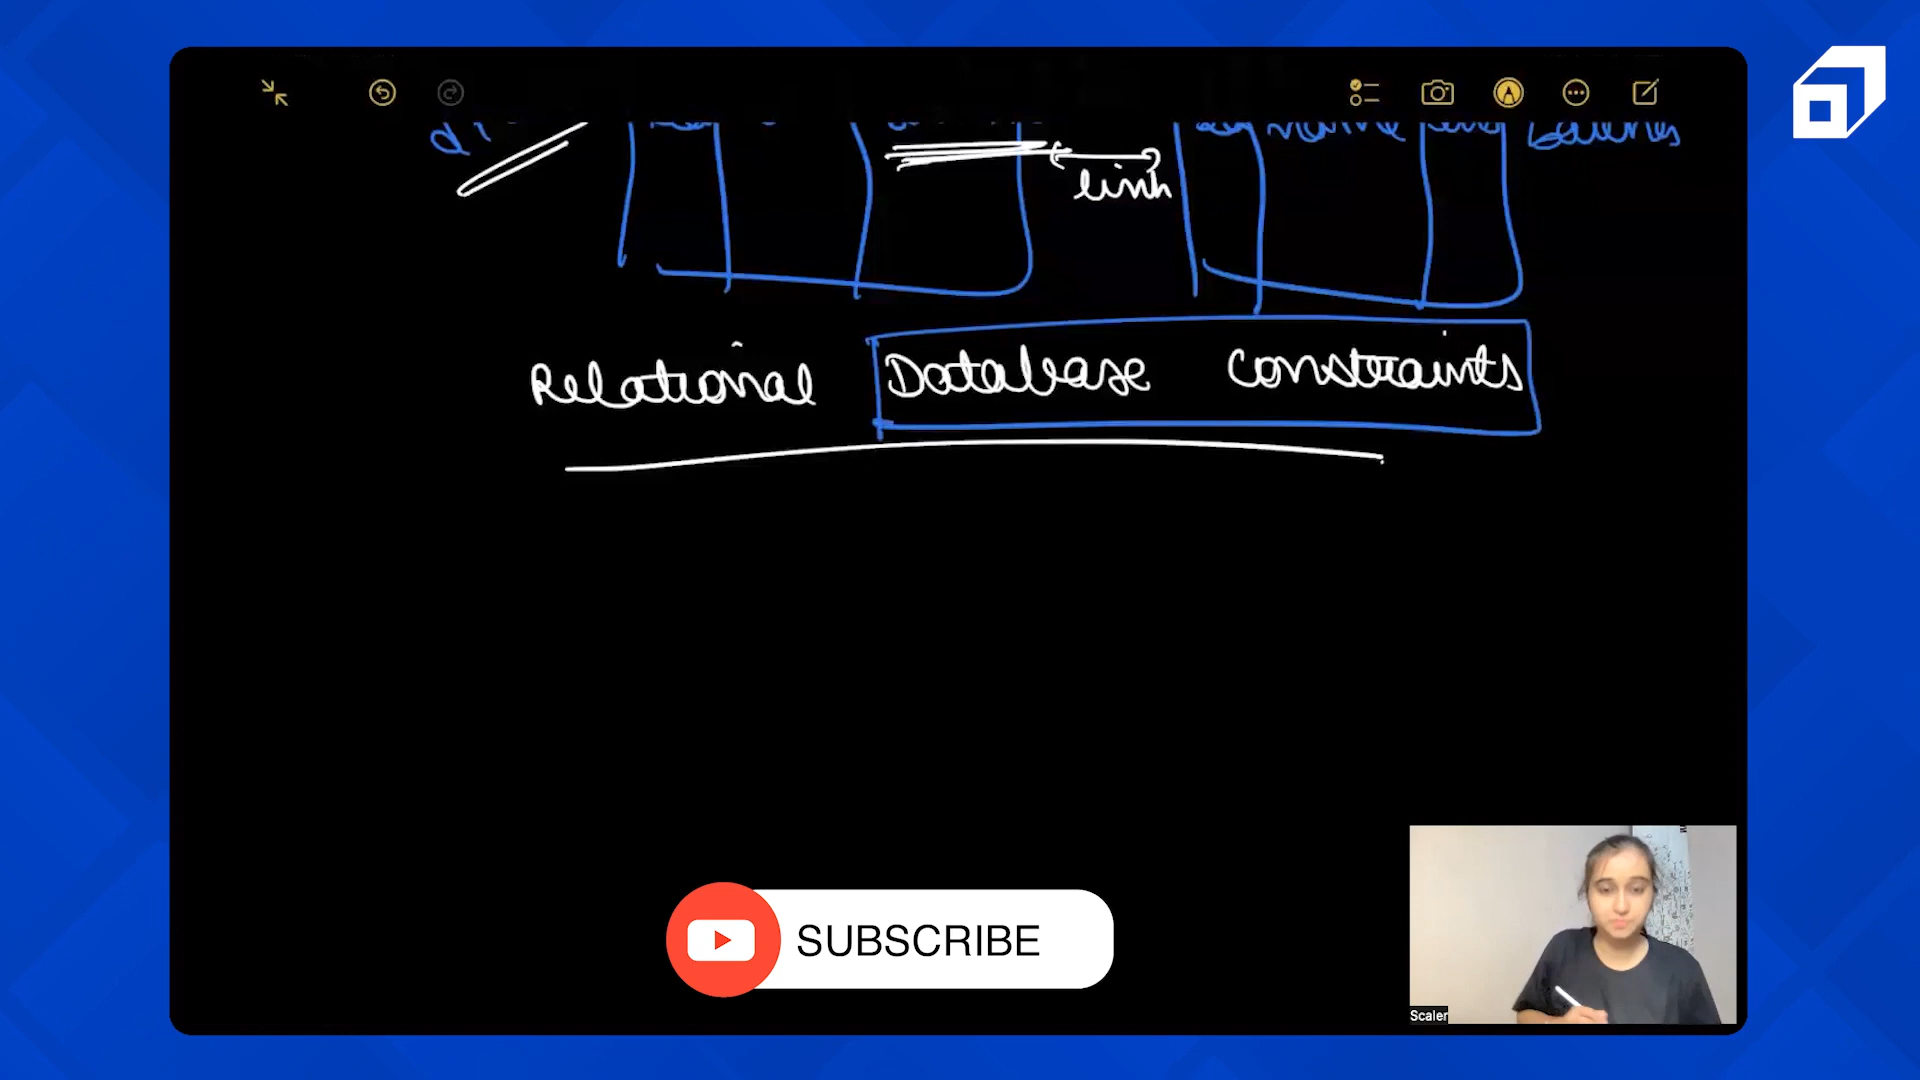 link
Relational Database Constraints
SUBSCRIBE
Scaler